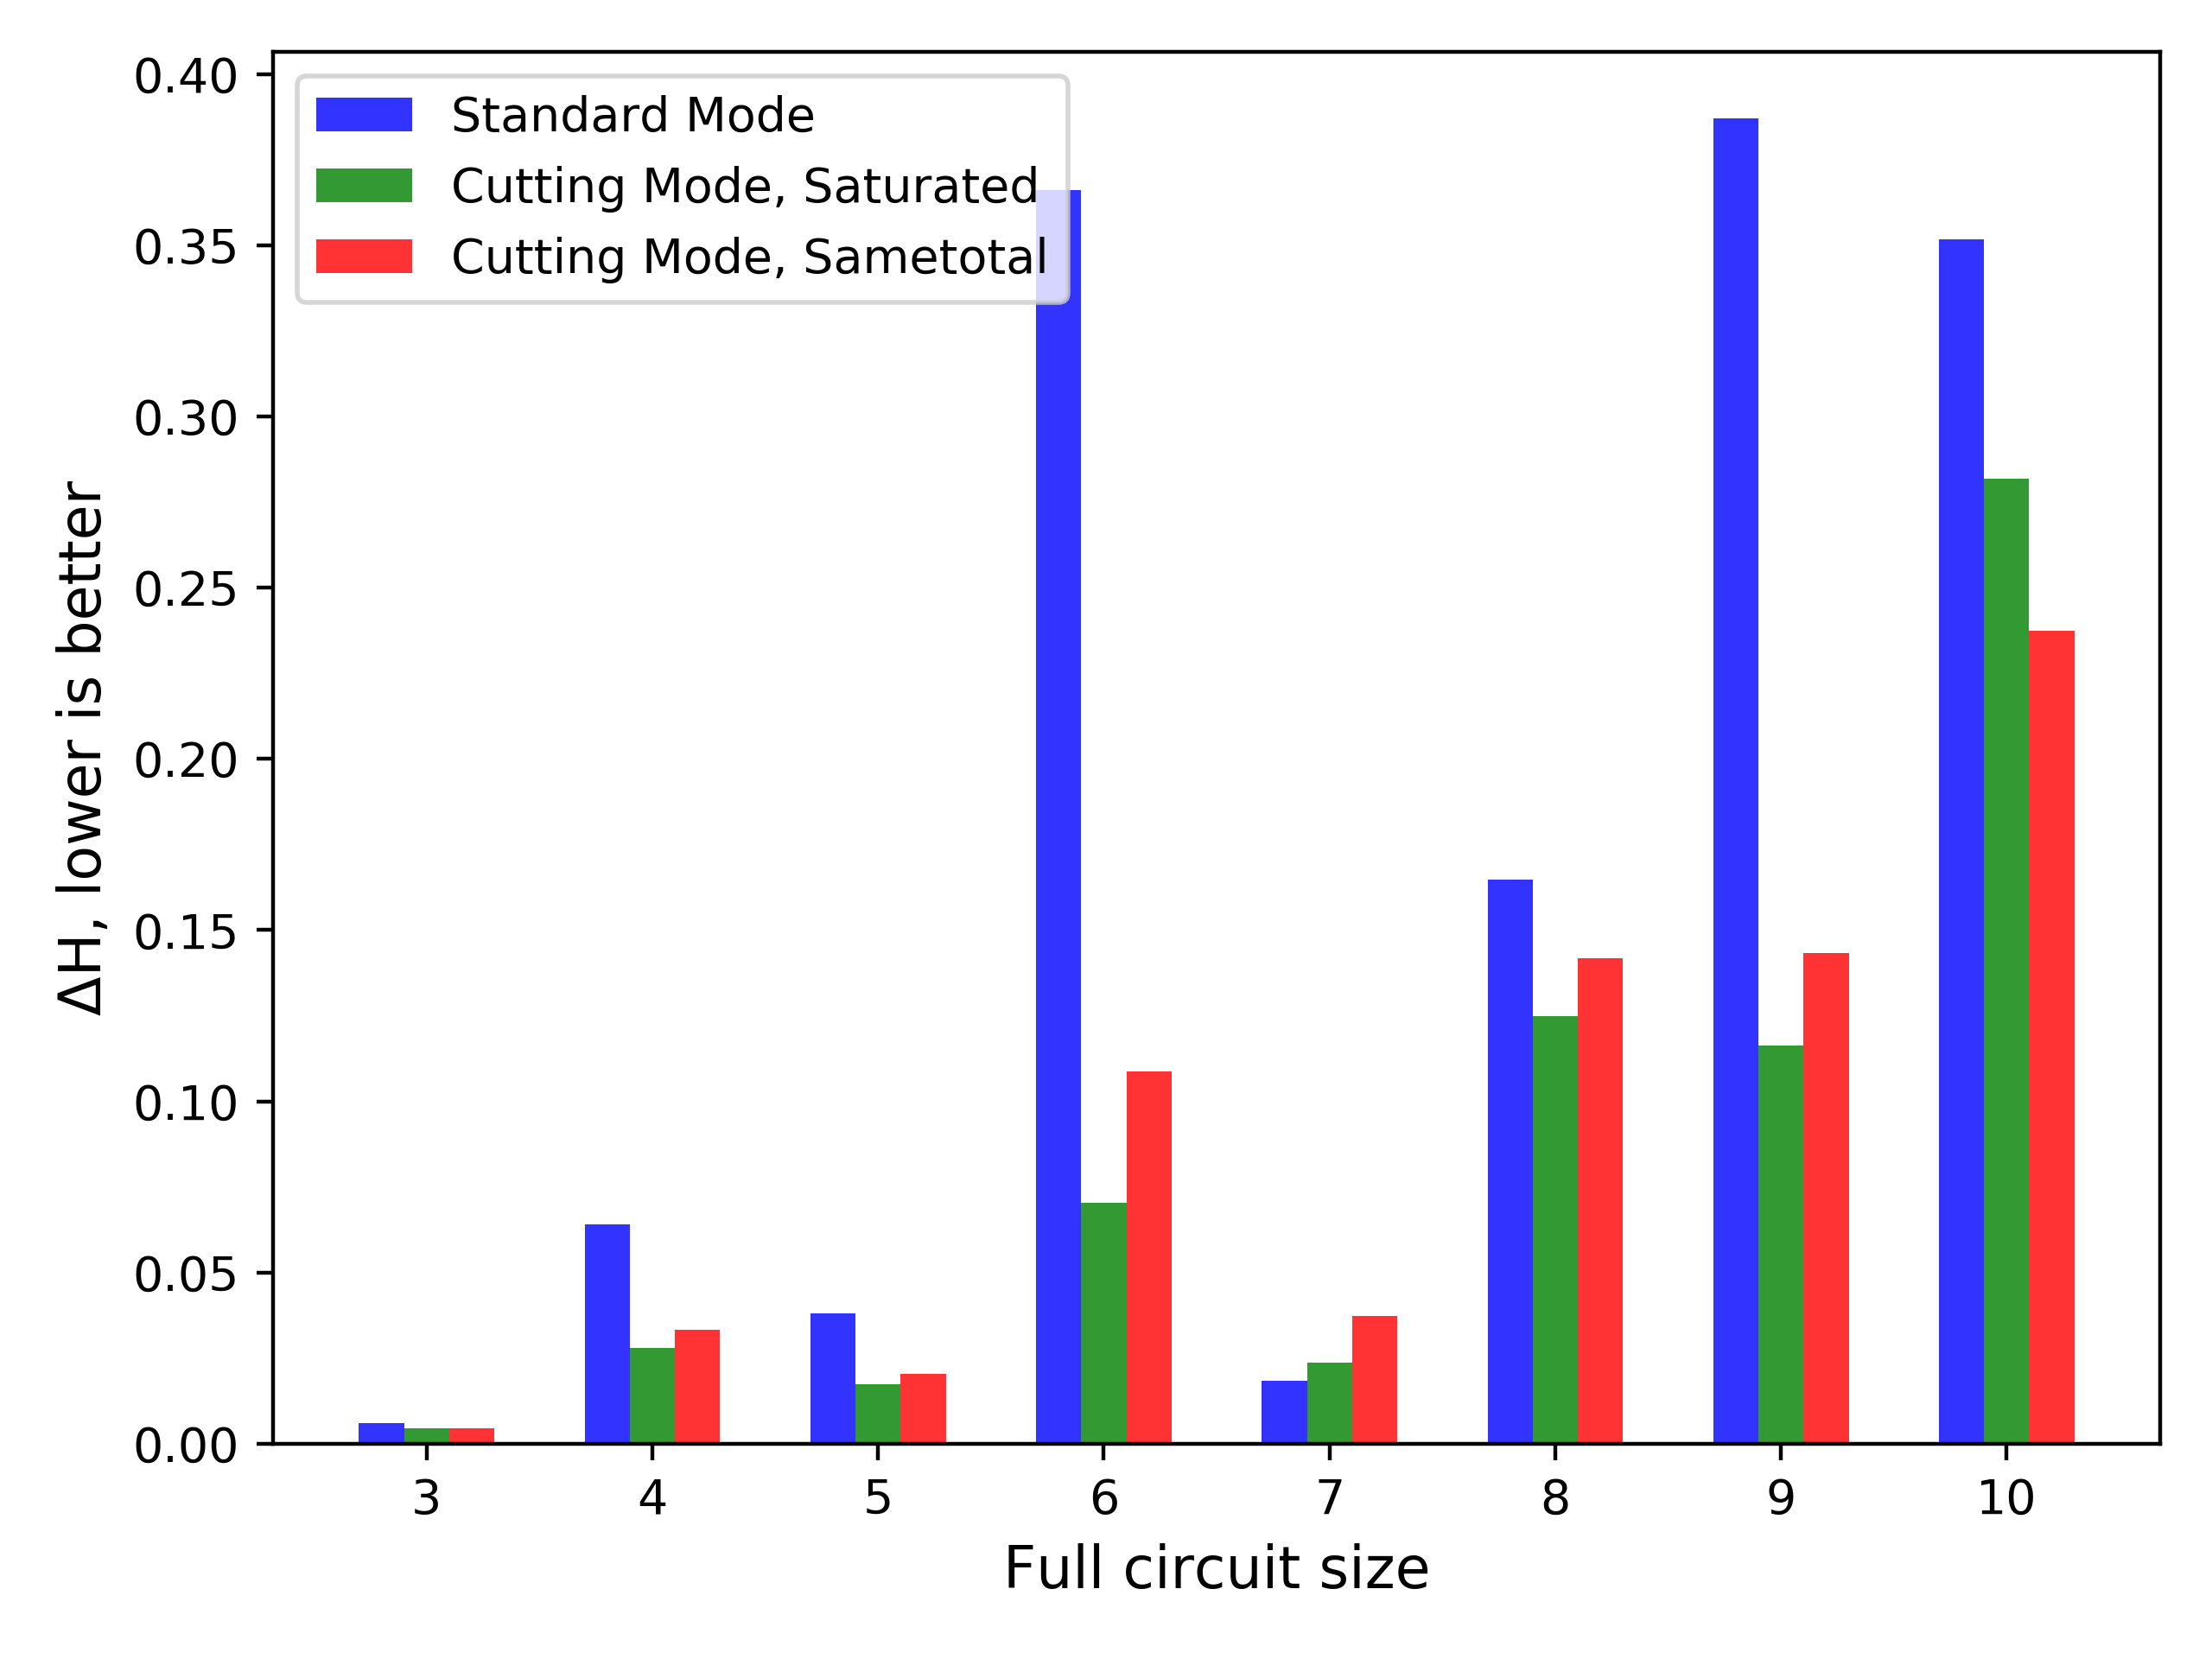 Standard Mode
Cutting Mode, Saturated
Cutting Mode, Sametotal
0.40
0.35
0.30
0.25
0.20
0.15
0.10
0.05
0.00
ΔH, lower is better
3 4 5 6 7 8 9 10
Full circuit size